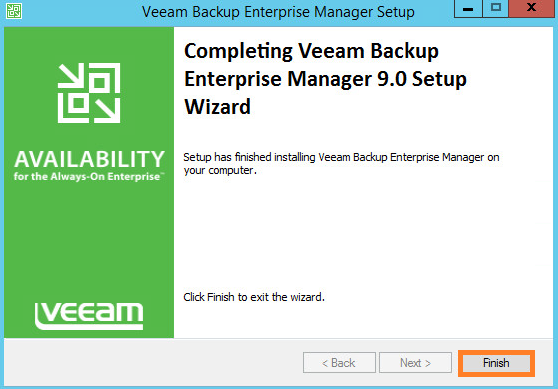 Veeam Backup Enterprise Manager Setup
Completing Veeam Backup
Enterprise Manager 9.0 Setup
Wizard
Setup has finished installing Veeam Backup Enterprise Manager on
your computer.
AVAILABILITY
for the Always-On Enterprise™
Click Finish to exit the wizard.
veeam
< Back
Next >
Finish